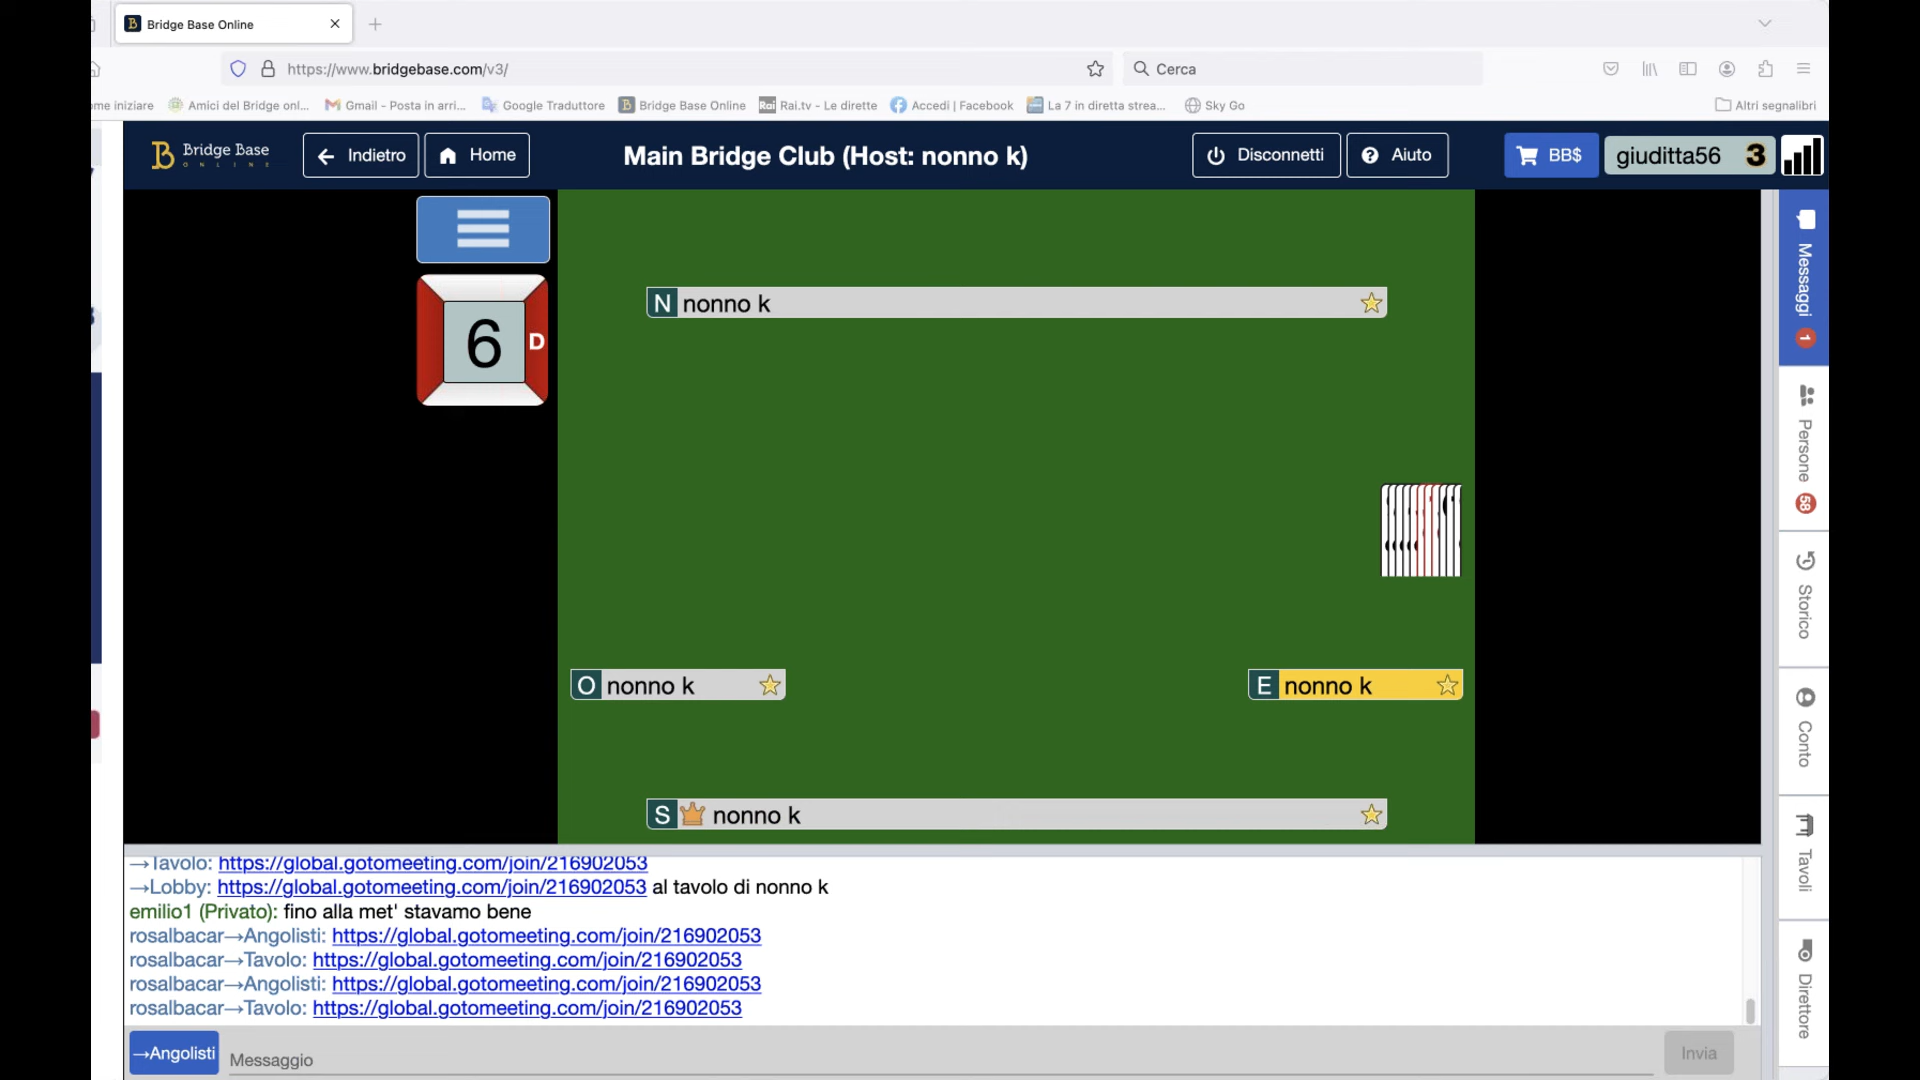 Bridge Base Online
https://www.bridgebase.com/v3/
Cerca
me iniziare
Amici del Bridge onl...
Gmail - Posta in arri...
Google Traduttore
Bridge Base Online
Rai.tv - Le dirette
Accedi | Facebook
La 7 in diretta strea...
Sky Go
Altri segnalibri
Bridge Base
ONLINE
Indietro
Home
Main Bridge Club (Host: nonno k)
Disconnetti
Aiuto
BB$
giuditta56 3
6
D
N nonno k
O nonno k
E nonno k
S nonno k
Messaggi 1
Persone 58
Storico
Conto
Tavoli
Direttore
→Tavolo: https://global.gotomeeting.com/join/216902053
→Lobby: https://global.gotomeeting.com/join/216902053 al tavolo di nonno k
emilio1 (Privato): fino alla met' stavamo bene
rosalbacar→Angolisti: https://global.gotomeeting.com/join/216902053
rosalbacar→Tavolo: https://global.gotomeeting.com/join/216902053
rosalbacar→Angolisti: https://global.gotomeeting.com/join/216902053
rosalbacar→Tavolo: https://global.gotomeeting.com/join/216902053
→Angolisti
Messaggio
Invia